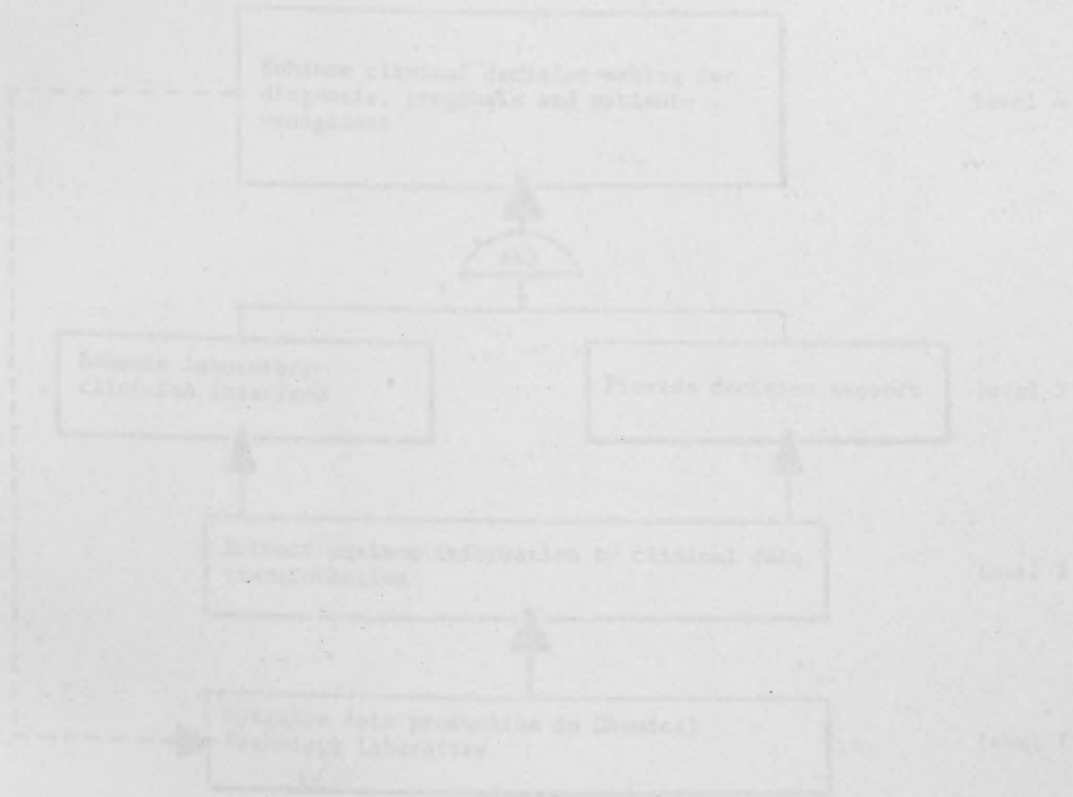 Enhance clinical decision-making for
diagnosis, prognosis and patient
management
Level 4
AND
Enhance laboratory-
clinician interface
Provide decision support
Level 3
Extract maximum information by clinical data
transformation
Level 2
Optimize data production in Chemical
Pathology Laboratory
Level 1